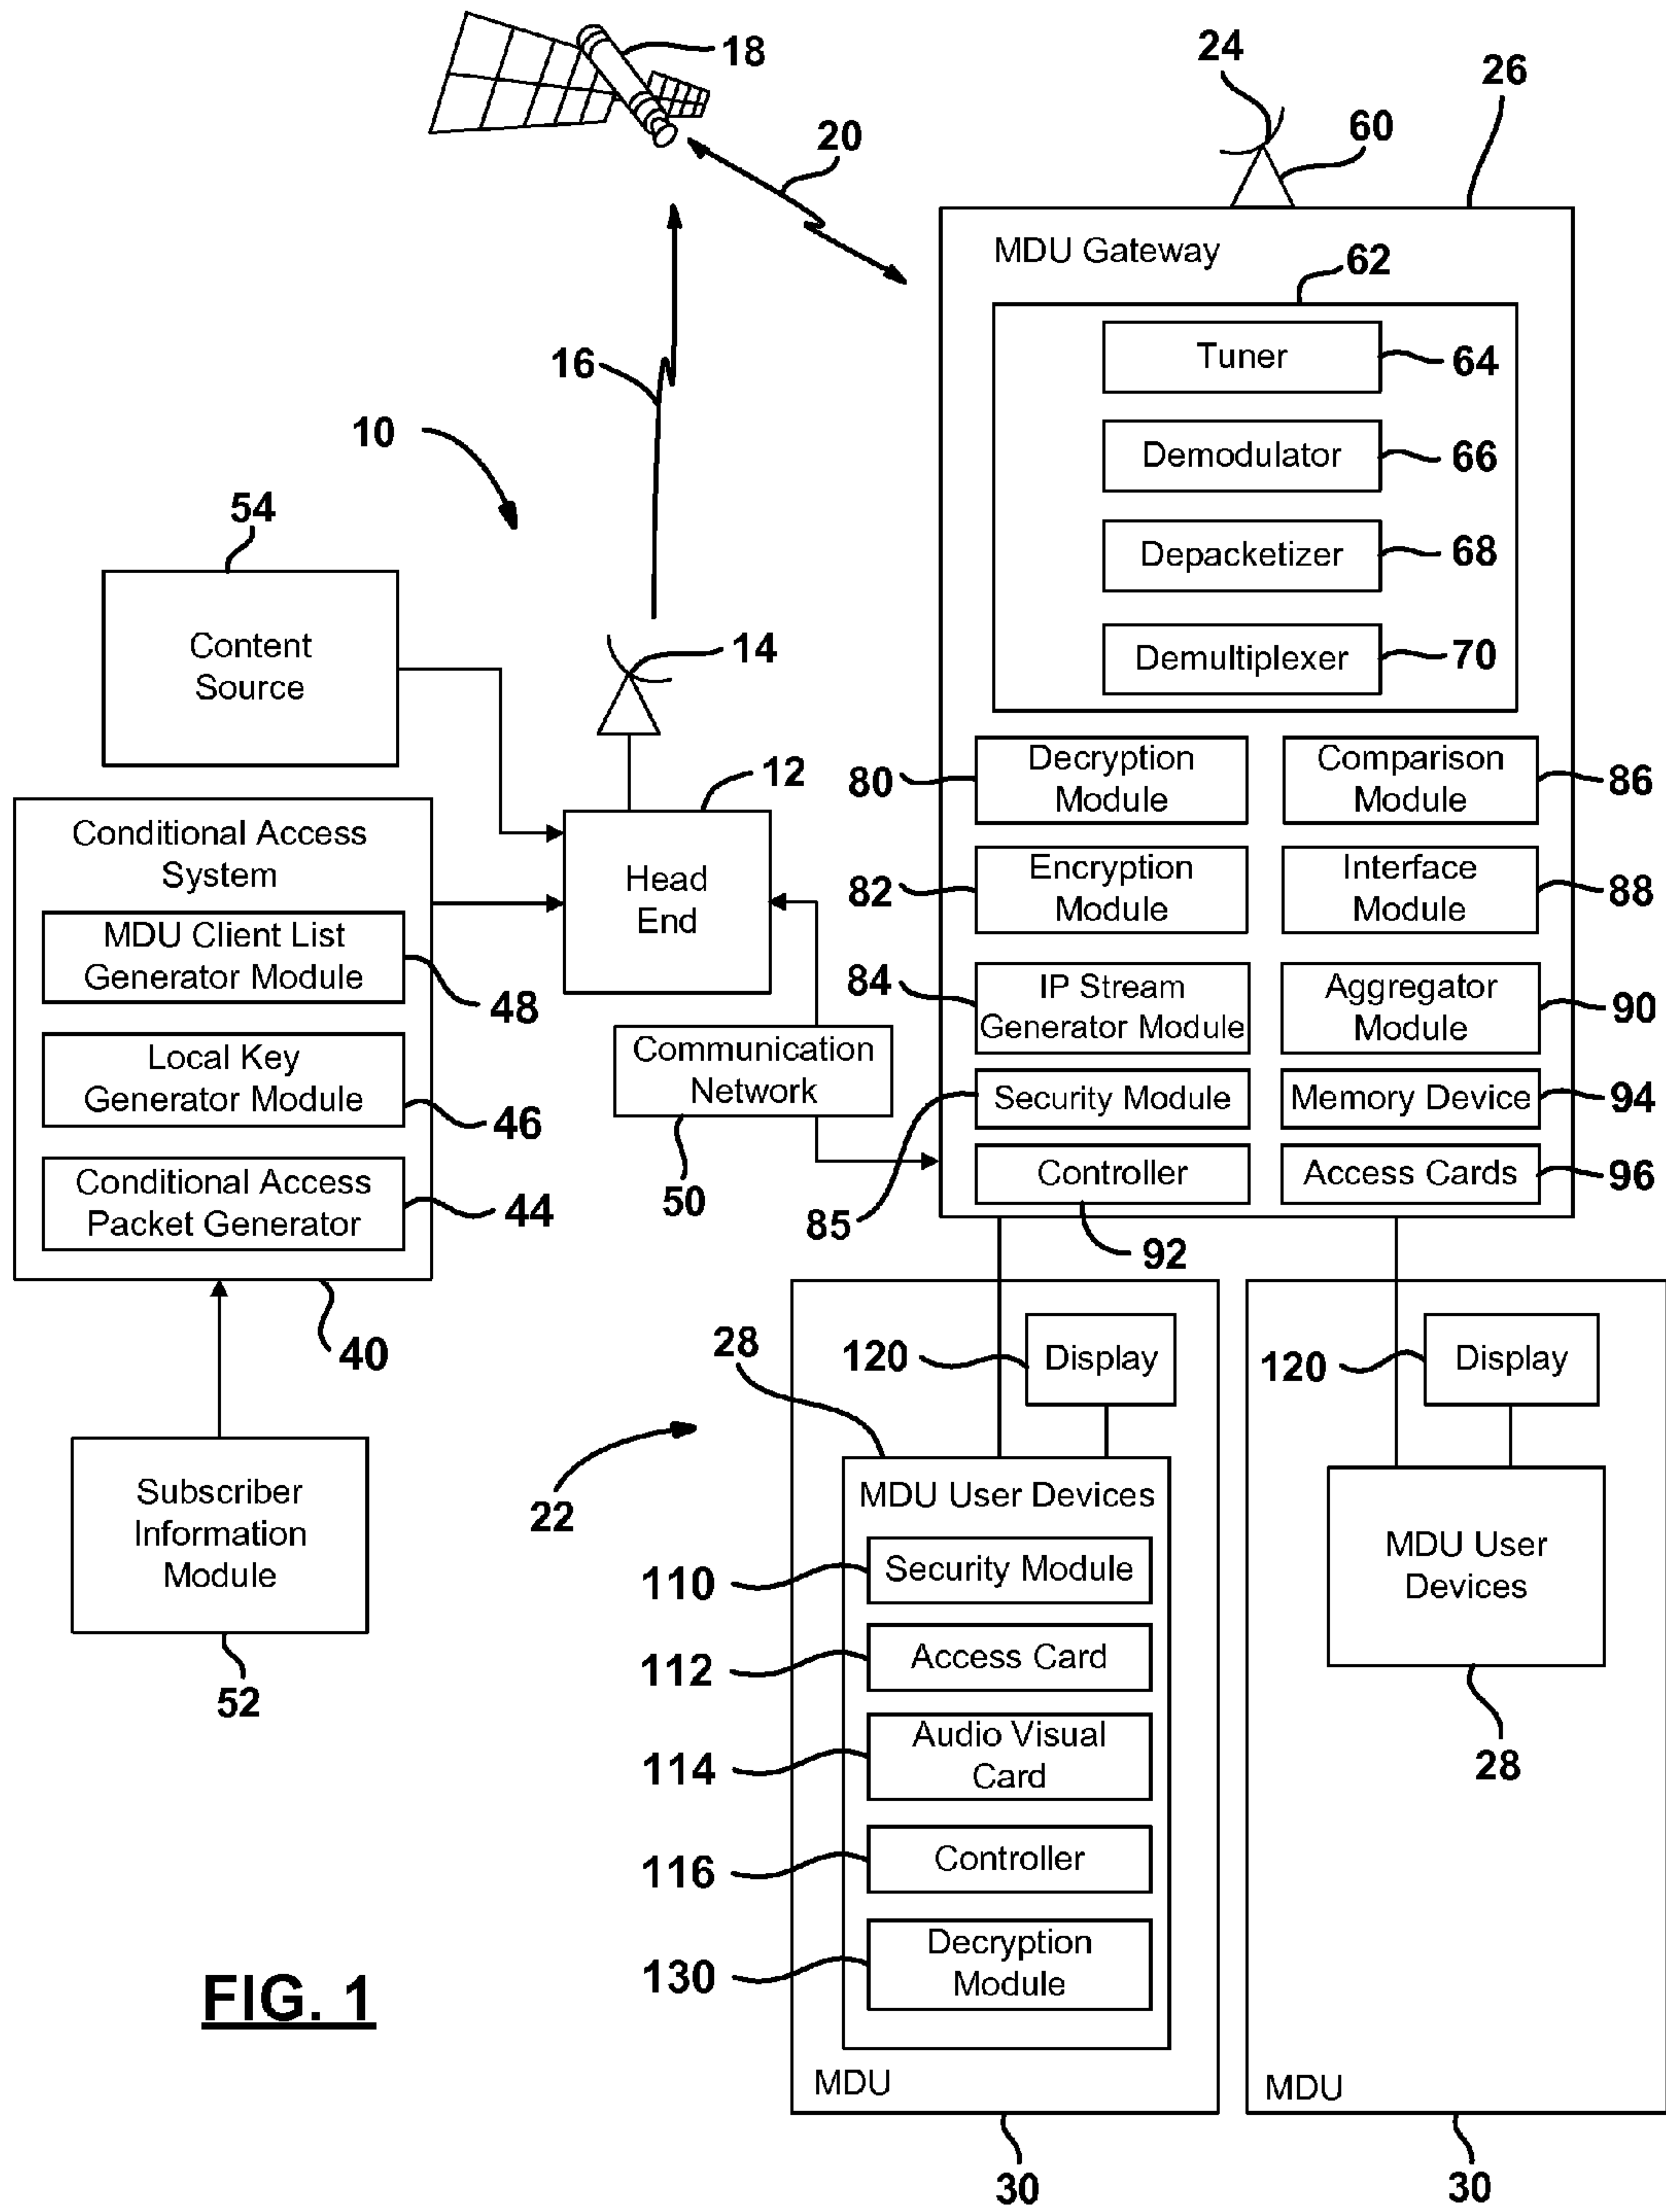 18
24
26
20
60
MDU Gateway
62
Tuner
64
16
10
Demodulator
66
54
Depacketizer
68
Content
Source
14
Demultiplexer
70
12
80
Decryption
Module
Comparison
Module
86
Conditional Access
System
Head
End
82
Encryption
Module
Interface
Module
88
MDU Client List
Generator Module
48
84
IP Stream
Generator Module
Aggregator
Module
90
Communication
Network
Local Key
Generator Module
46
Security Module
Memory Device
94
Conditional Access
Packet Generator
44
50
85
Controller
Access Cards
96
92
40
28
120
Display
120
Display
Subscriber
Information
Module
52
22
MDU User Devices
MDU User
Devices
28
110
Security Module
112
Access Card
114
Audio Visual
Card
116
Controller
130
Decryption
Module
FIG. 1
MDU
MDU
30
30